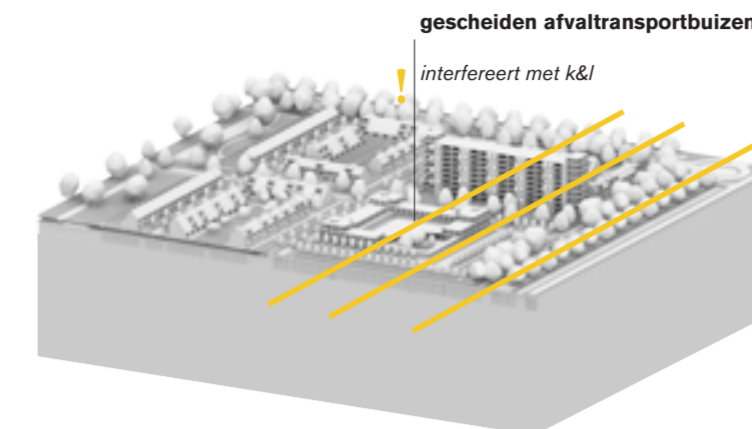 gescheiden afvaltransportbuizen
!
interfereert met k&l